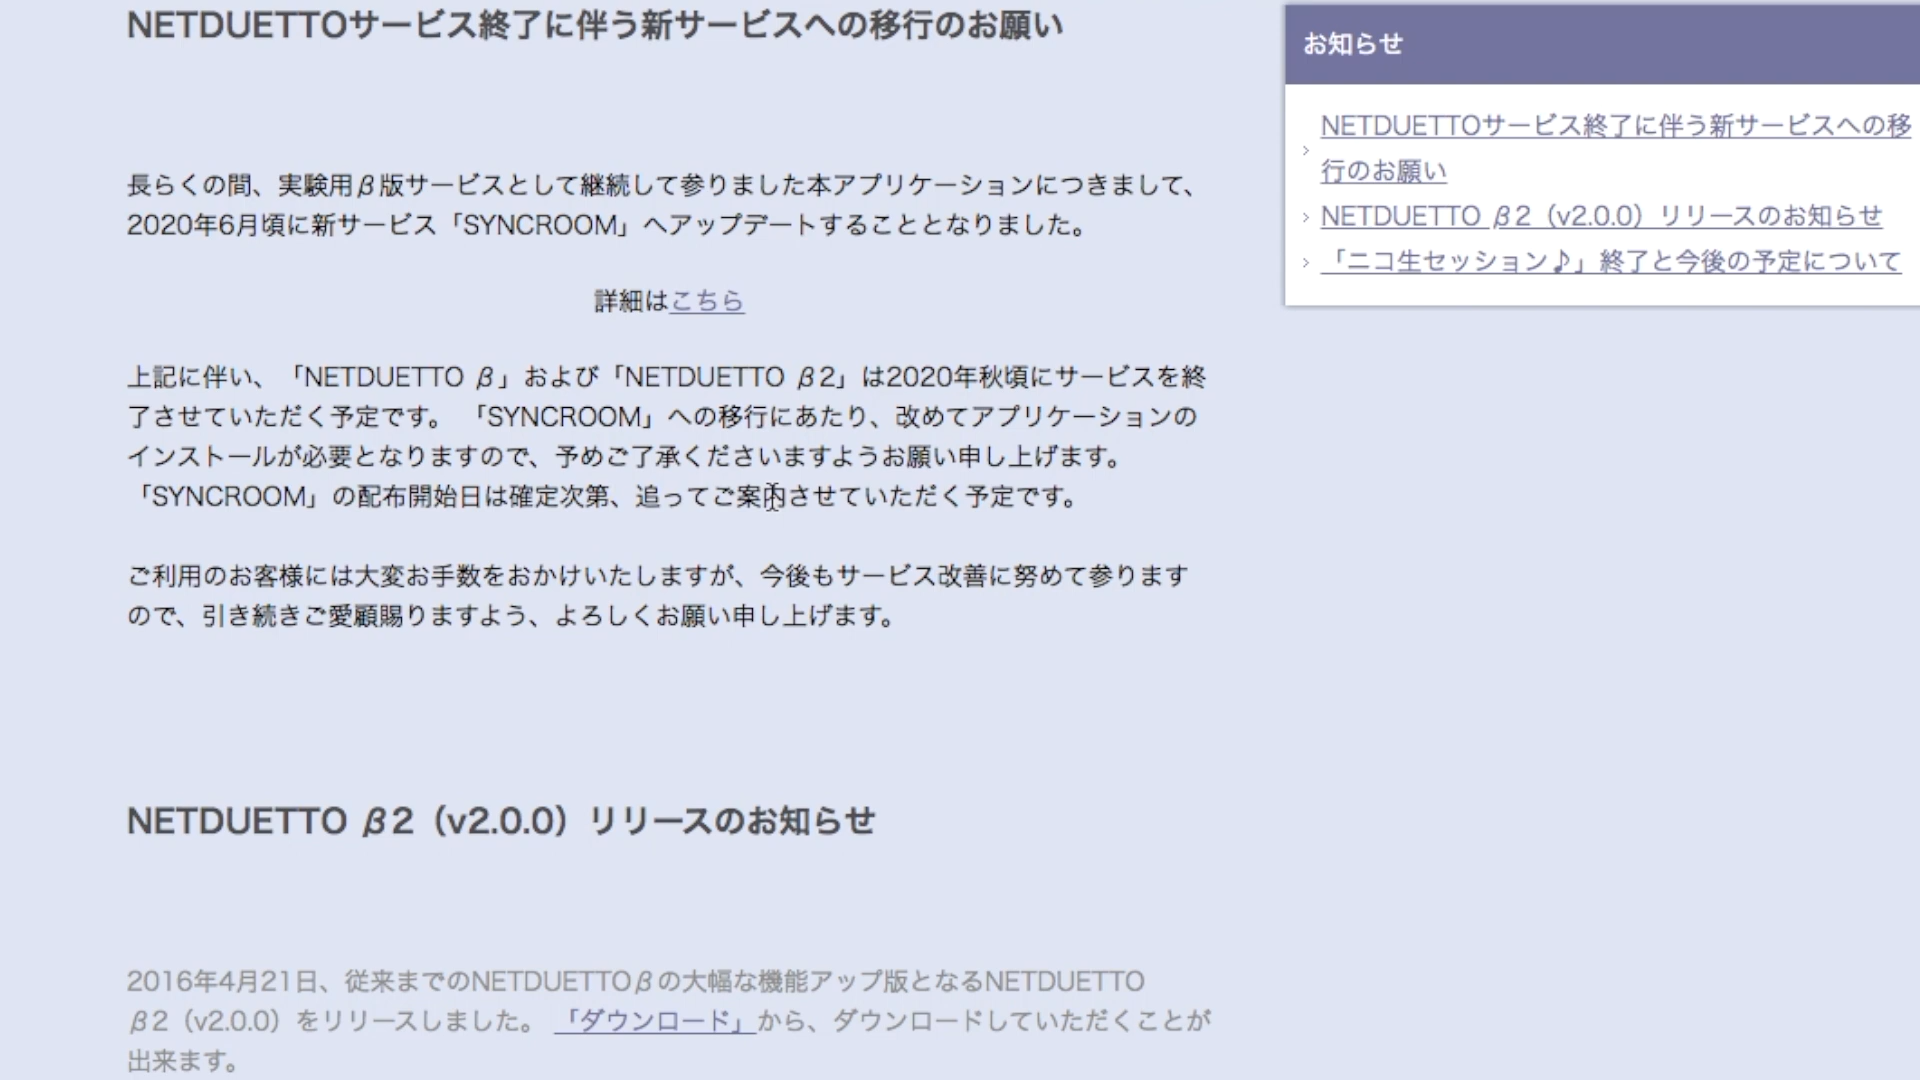 NETDUETTOサービス終了に伴う新サービスへの移行のお願い
長らくの間、実験用β版サービスとして継続して参りました本アプリケーションにつきまして、
2020年6月頃に新サービス「SYNCROOM」へアップデートすることとなりました。
詳細はこちら
上記に伴い、「NETDUETTO β」および「NETDUETTO β2」は2020年秋頃にサービスを終
了させていただく予定です。 「SYNCROOM」への移行にあたり、改めてアプリケーションの
インストールが必要となりますので、予めご了承くださいますようお願い申し上げます。
「SYNCROOM」の配布開始日は確定次第、追ってご案内させていただく予定です。
ご利用のお客様には大変お手数をおかけいたしますが、今後もサービス改善に努めて参ります
ので、引き続きご愛顧賜りますよう、よろしくお願い申し上げます。
NETDUETTO β2（v2.0.0）リリースのお知らせ
2016年4月21日、従来までのNETDUETTOβの大幅な機能アップ版となるNETDUETTO
β2（v2.0.0）をリリースしました。 「ダウンロード」から、ダウンロードしていただくことが
出来ます。
お知らせ
NETDUETTOサービス終了に伴う新サービスへの移
行のお願い
NETDUETTO β2（v2.0.0）リリースのお知らせ
「ニコ生セッション♪」終了と今後の予定について